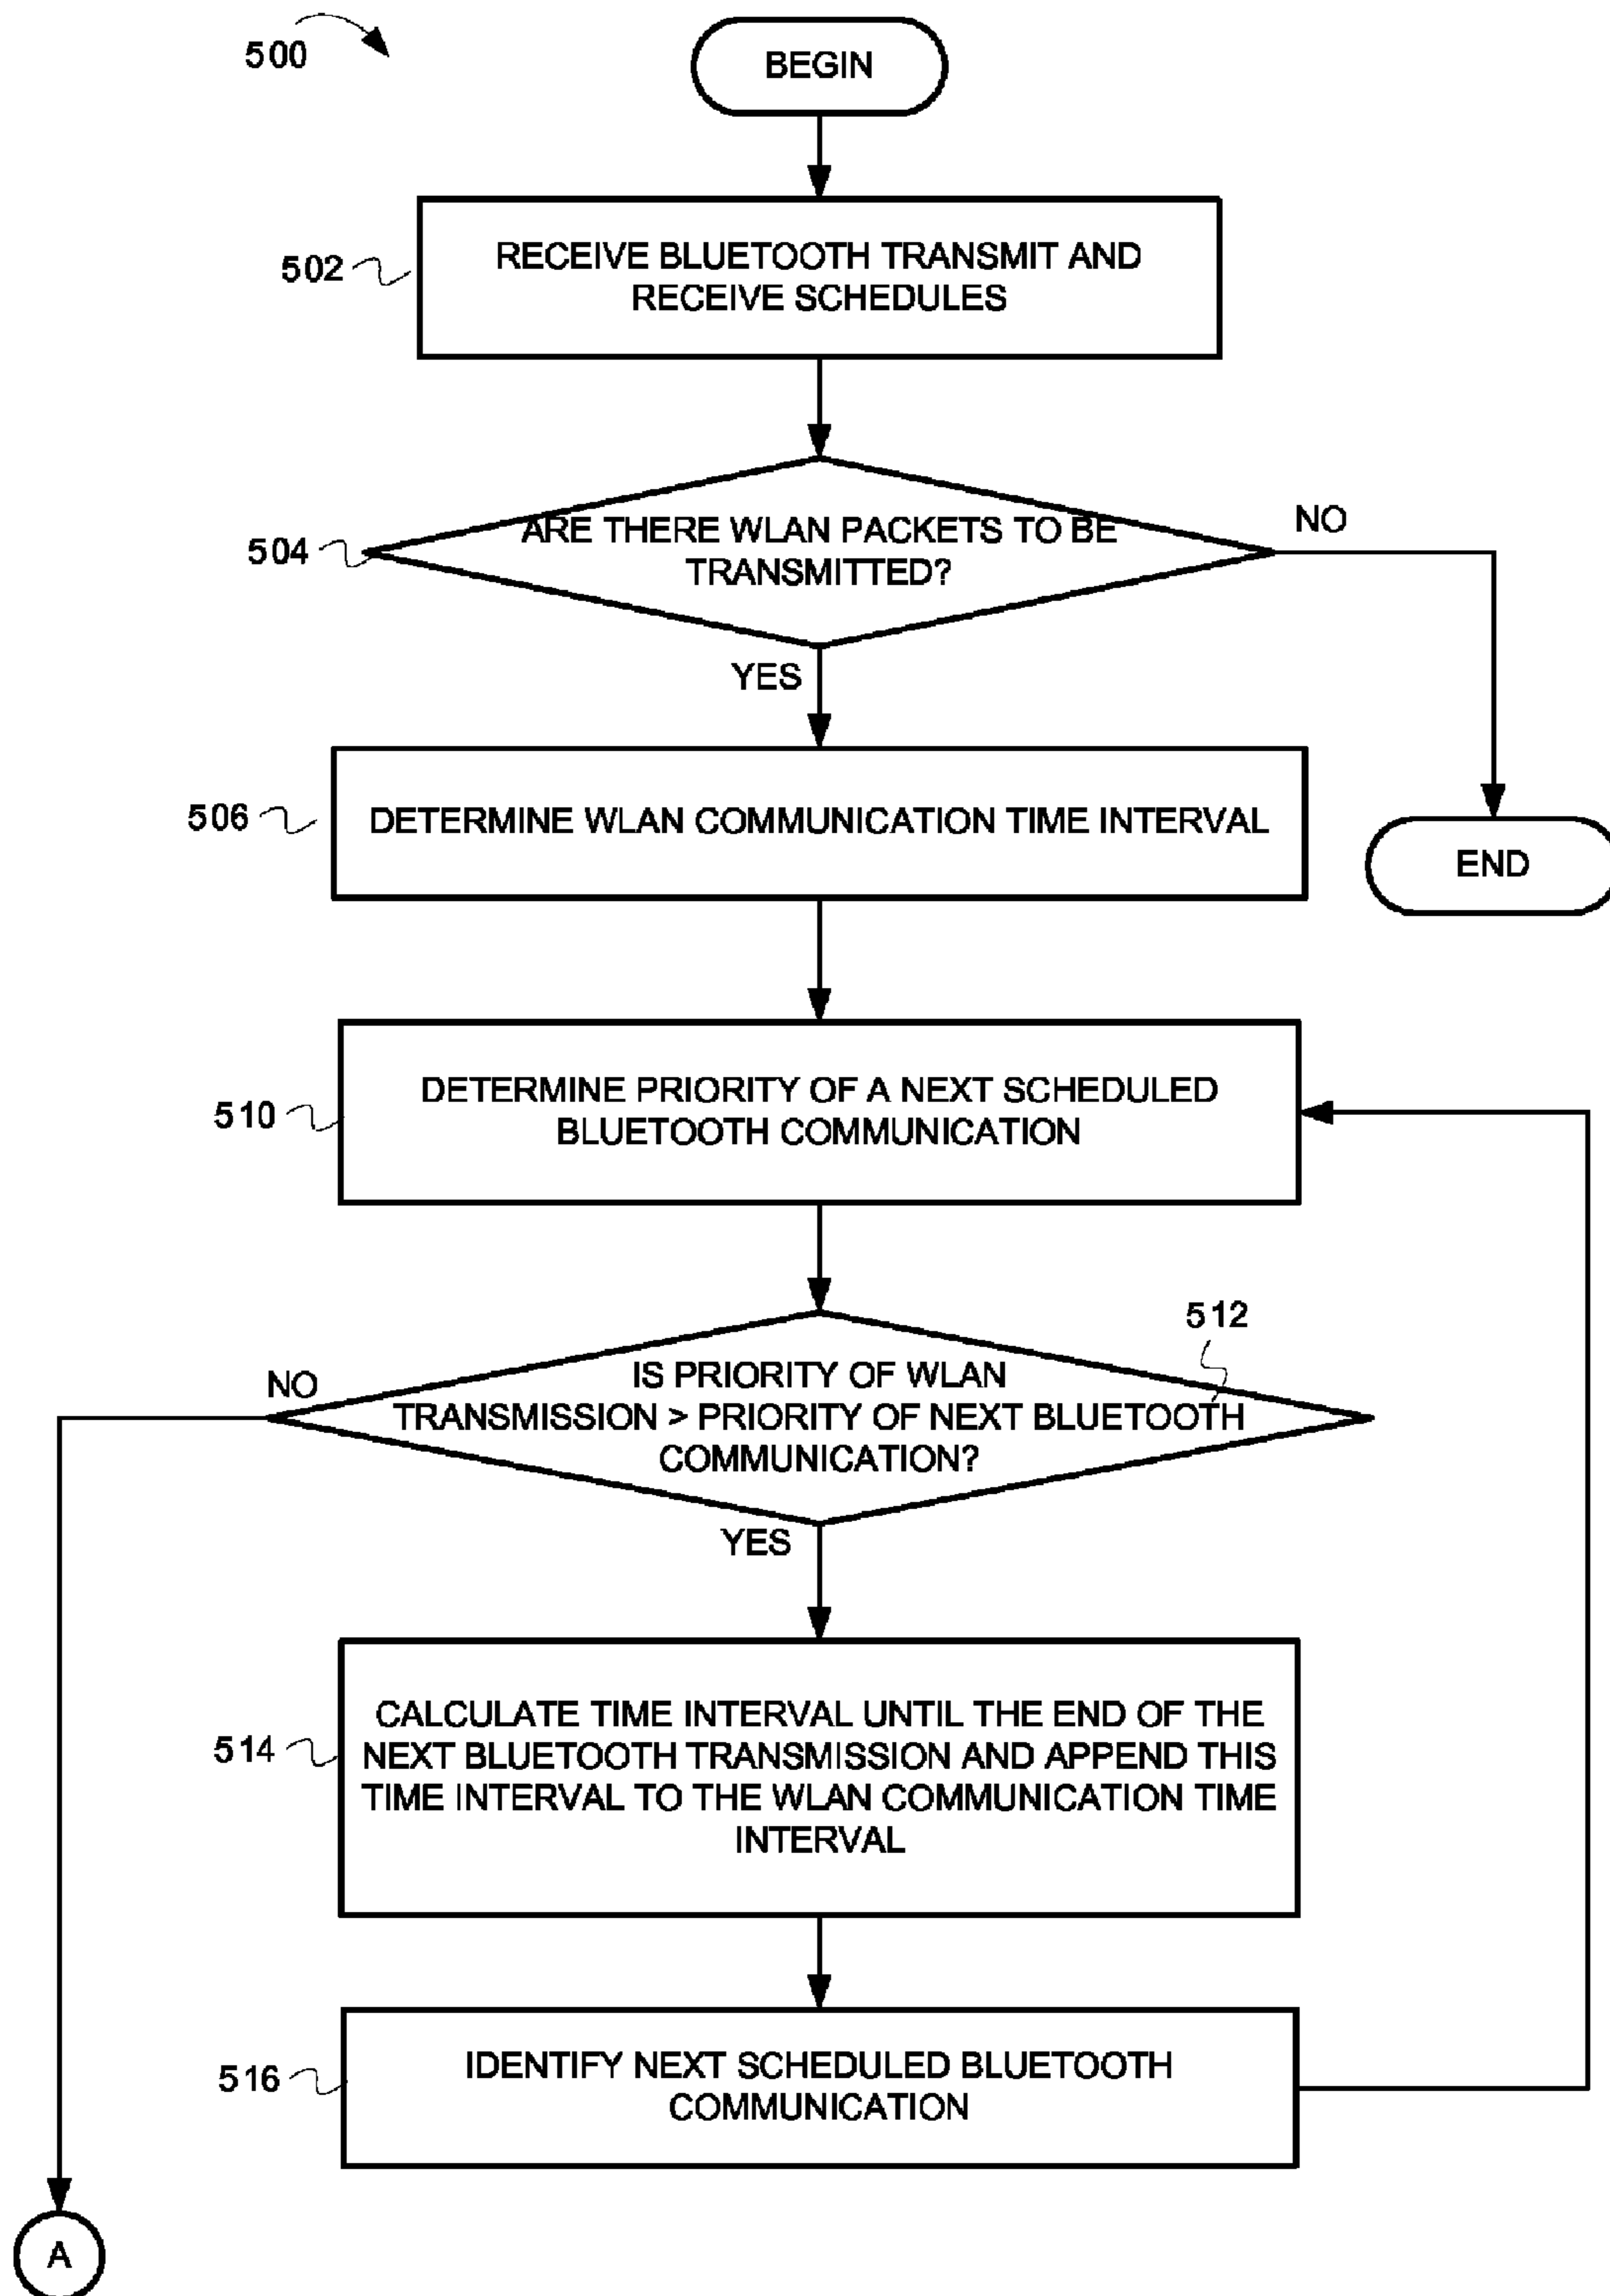 500
BEGIN
502
RECEIVE BLUETOOTH TRANSMIT AND
RECEIVE SCHEDULES
504
ARE THERE WLAN PACKETS TO BE
TRANSMITTED?
NO
YES
506
DETERMINE WLAN COMMUNICATION TIME INTERVAL
END
510
DETERMINE PRIORITY OF A NEXT SCHEDULED
BLUETOOTH COMMUNICATION
512
NO
IS PRIORITY OF WLAN
TRANSMISSION > PRIORITY OF NEXT BLUETOOTH
COMMUNICATION?
YES
514
CALCULATE TIME INTERVAL UNTIL THE END OF THE
NEXT BLUETOOTH TRANSMISSION AND APPEND THIS
TIME INTERVAL TO THE WLAN COMMUNICATION TIME
INTERVAL
516
IDENTIFY NEXT SCHEDULED BLUETOOTH
COMMUNICATION
A